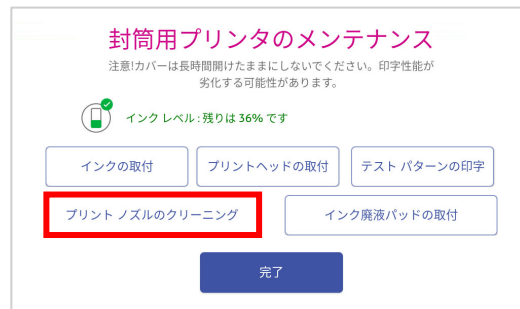 封筒用プリンタのメンテナンス
注意!カバーは長時間開けたままにしないでください。印字性能が
劣化する可能性があります。
インク レベル : 残りは 36% です
インクの取付
プリントヘッドの取付
テスト パターンの印字
プリント ノズルのクリーニング
インク廃液パッドの取付
完了